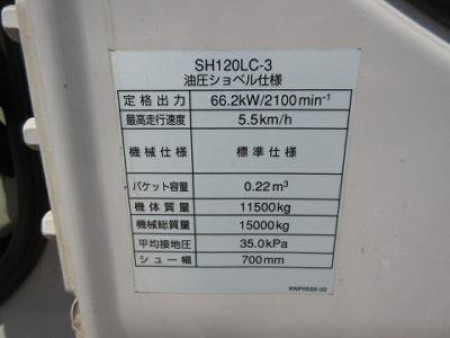 SH120LC-3
油圧ショベル仕様
定格出力 66.2kW/2100min⁻¹
最高走行速度 5.5km/h
機械仕様 標準仕様
バケット容量 0.22m³
機体質量 11500kg
機械総質量 15000kg
平均接地圧 35.0kPa
シュー幅 700mm